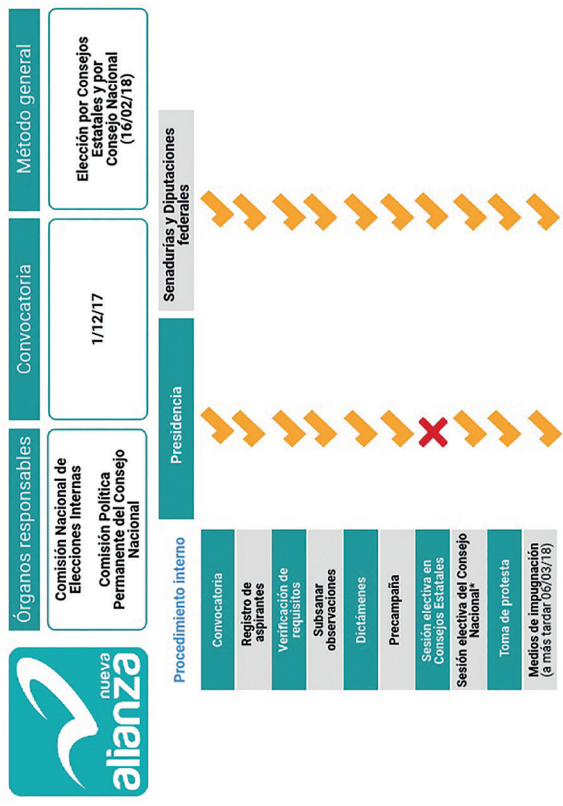 nueva
alianza
Órganos responsables
Convocatoria
Método general
Comisión Nacional de
Elecciones Internas
Comisión Política
Permanente del Consejo
Nacional
1/12/17
Elección por Consejos
Estatales y por
Consejo Nacional
(16/02/18)
Procedimiento interno
Presidencia
Senadurías y Diputaciones
federales
Convocatoria
Registro de
aspirantes
Verificación de
requisitos
Subsanar
observaciones
Dictámenes
Precampaña
Sesión electiva en
Consejos Estatales
Sesión electiva del Consejo
Nacional*
Toma de protesta
Medios de impugnación
(a más tardar 06/03/18)